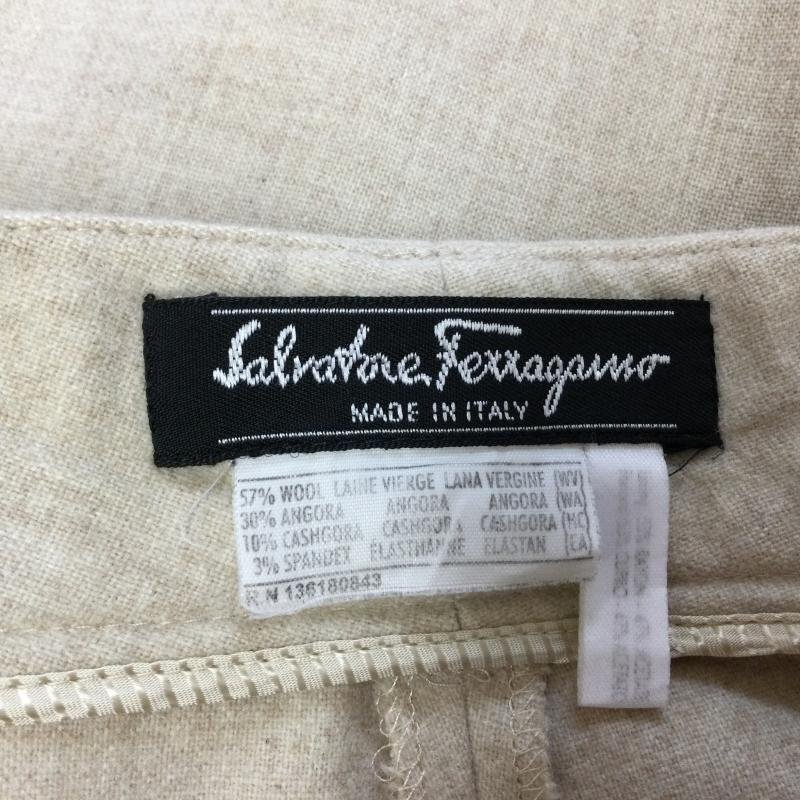 Salvatore Ferragamo
MADE IN ITALY
57% WOOL LAINE VIERGE LANA VERGINE (WV)
30% ANGORA ANGORA ANGORA (WA)
10% CASHGORA CASHGORA CASHGORA (HC)
3% SPANDEX ELASTHANNE ELASTAN (EA)
R.N 136180843